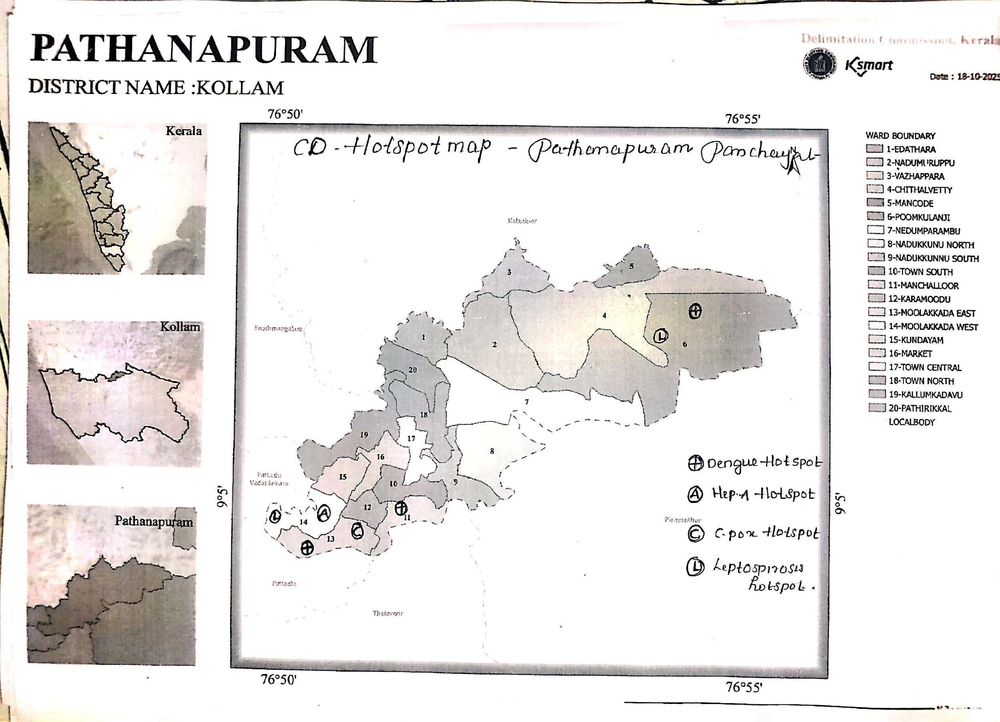 PATHANAPURAM
DISTRICT NAME :KOLLAM
Delimitation Commission, Kerala
Ksmart
Date : 18-10-2025
Kerala
Kollam
Pathanapuram
76°50'
76°55'
CD - Hotspot map - Pathanapuram Panchayat
N
Kalanjoor
Enadimangalam
Pattazhi
Vadakkekara
Piravanthur
Pattazhi
Thalavoor
3
5
4
1
2
6
20
7
18
19
17
16
8
15
10
9
12
14
11
13
L
A
C
L
9°5'
9°5'
Dengue Hotspot
A Hep.A Hotspot
C C-pox Hotspot
L Leptospirosis
hotspot.
76°50'
76°55'
WARD BOUNDARY
1-EDATHARA
2-NADUMURUPPU
3-VAZHAPPARA
4-CHITHALVETTY
5-MANCODE
6-POOMKULANJI
7-NEDUMPARAMBU
8-NADUKKUNU NORTH
9-NADUKKUNNU SOUTH
10-TOWN SOUTH
11-MANCHALLOOR
12-KARAMOODU
13-MOOLAKKADA EAST
14-MOOLAKKADA WEST
15-KUNDAYAM
16-MARKET
17-TOWN CENTRAL
18-TOWN NORTH
19-KALLUMKADAVU
20-PATHIRIKKAL
LOCALBODY